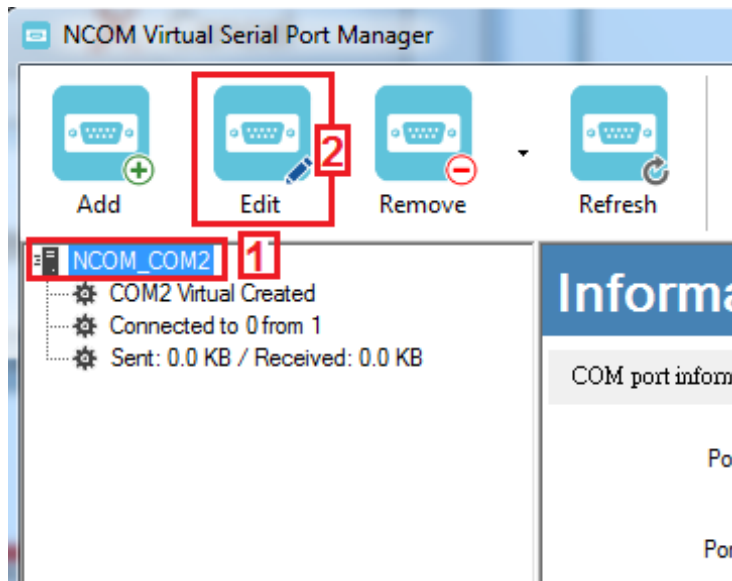 NCOM Virtual Serial Port Manager
2
Add Edit Remove Refresh
NCOM_COM2 1
COM2 Virtual Created
Connected to 0 from 1
Sent: 0.0 KB / Received: 0.0 KB
Informa
COM port inform
Po
Por